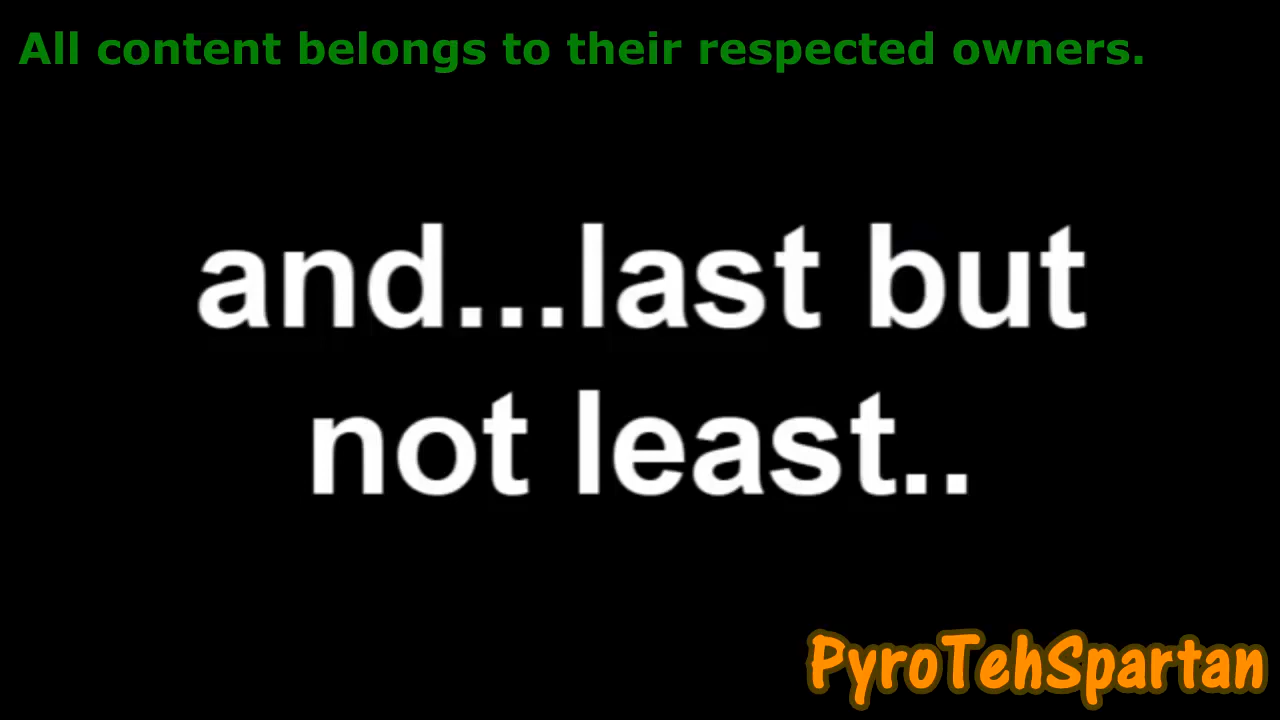 All content belongs to their respected owners.
and...last but
not least..
PyroTehSpartan